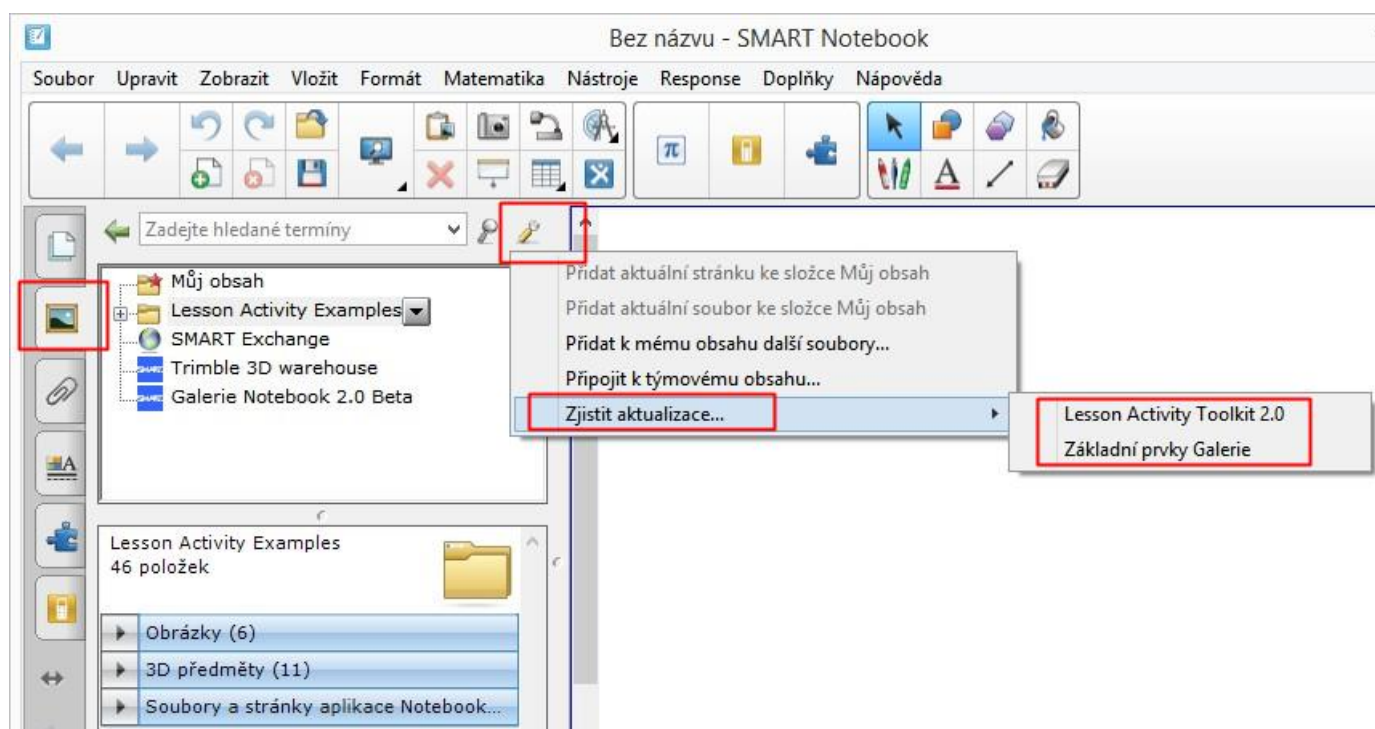 Bez názvu - SMART Notebook
Soubor Upravit Zobrazit Vložit Formát Matematika Nástroje Response Doplňky Nápověda
π
A
Zadejte hledané termíny
Můj obsah
Lesson Activity Examples
SMART Exchange
Trimble 3D warehouse
Galerie Notebook 2.0 Beta
Přidat aktuální stránku ke složce Můj obsah
Přidat aktuální soubor ke složce Můj obsah
Přidat k mému obsahu další soubory...
Připojit k týmovému obsahu...
Zjistit aktualizace...
Lesson Activity Toolkit 2.0
Základní prvky Galerie
A
Lesson Activity Examples
46 položek
Obrázky (6)
3D předměty (11)
Soubory a stránky aplikace Notebook...